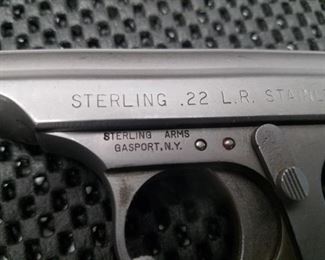 STERLING .22 L.R. STAINL
STERLING ARMS
GASPORT, N.Y.